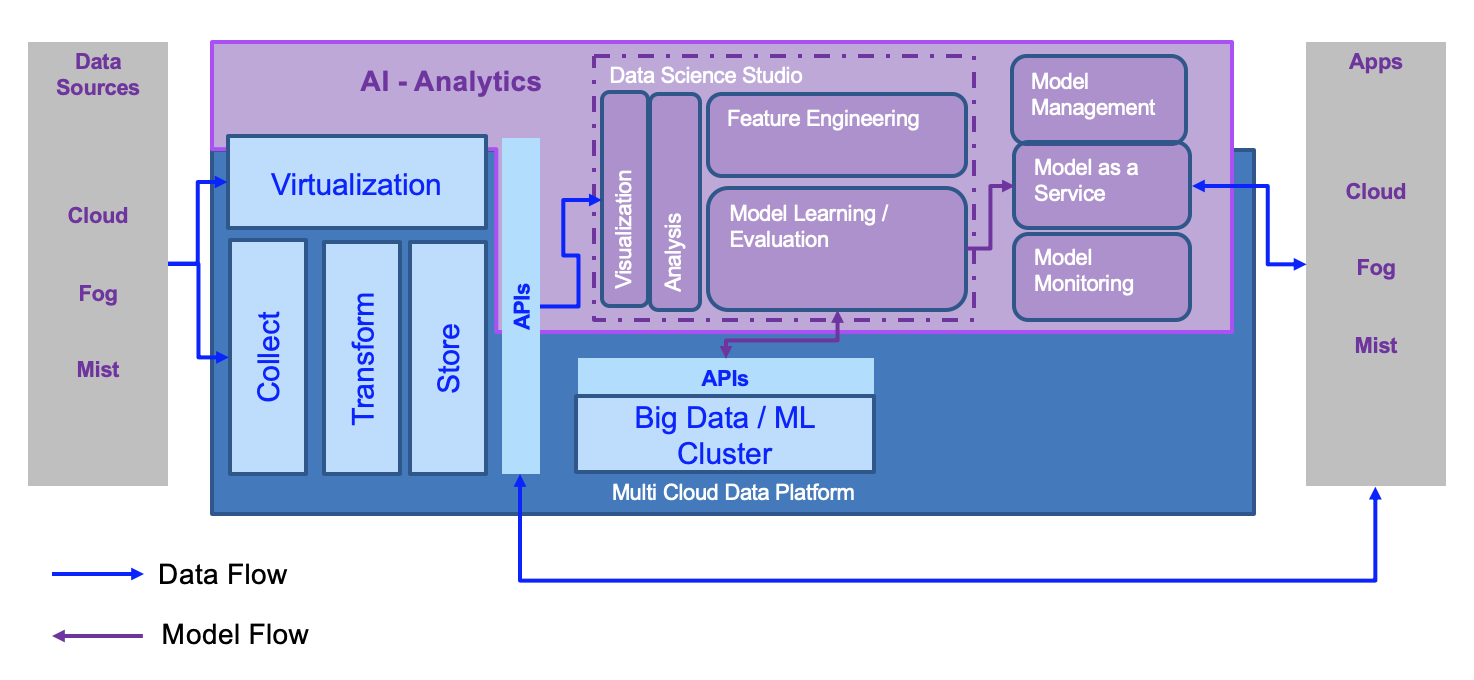 Data
Sources
Cloud
Fog
Mist
AI - Analytics
Virtualization
Collect
Transform
Store
APIs
Data Science Studio
Visualization
Analysis
Feature Engineering
Model Learning /
Evaluation
Model
Management
Model as a
Service
Model
Monitoring
APIs
Big Data / ML
Cluster
Multi Cloud Data Platform
Apps
Cloud
Fog
Mist
Data Flow
Model Flow